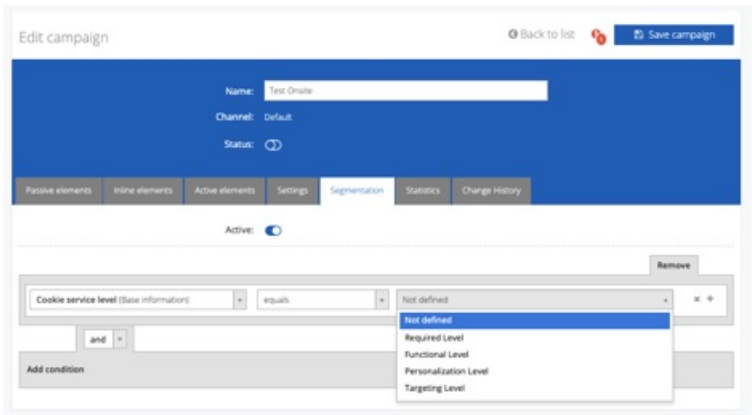 Edit campaign
Back to list
Save campaign
Name: Test Onsite
Channel: Default
Status:
Passive elements Inline elements Active elements Settings Segmentation Statistics Change History
Active:
Remove
Cookie service level (Base information) equals Not defined
Not defined
Required Level
and
Functional Level
Personalization Level
Add condition
Targeting Level